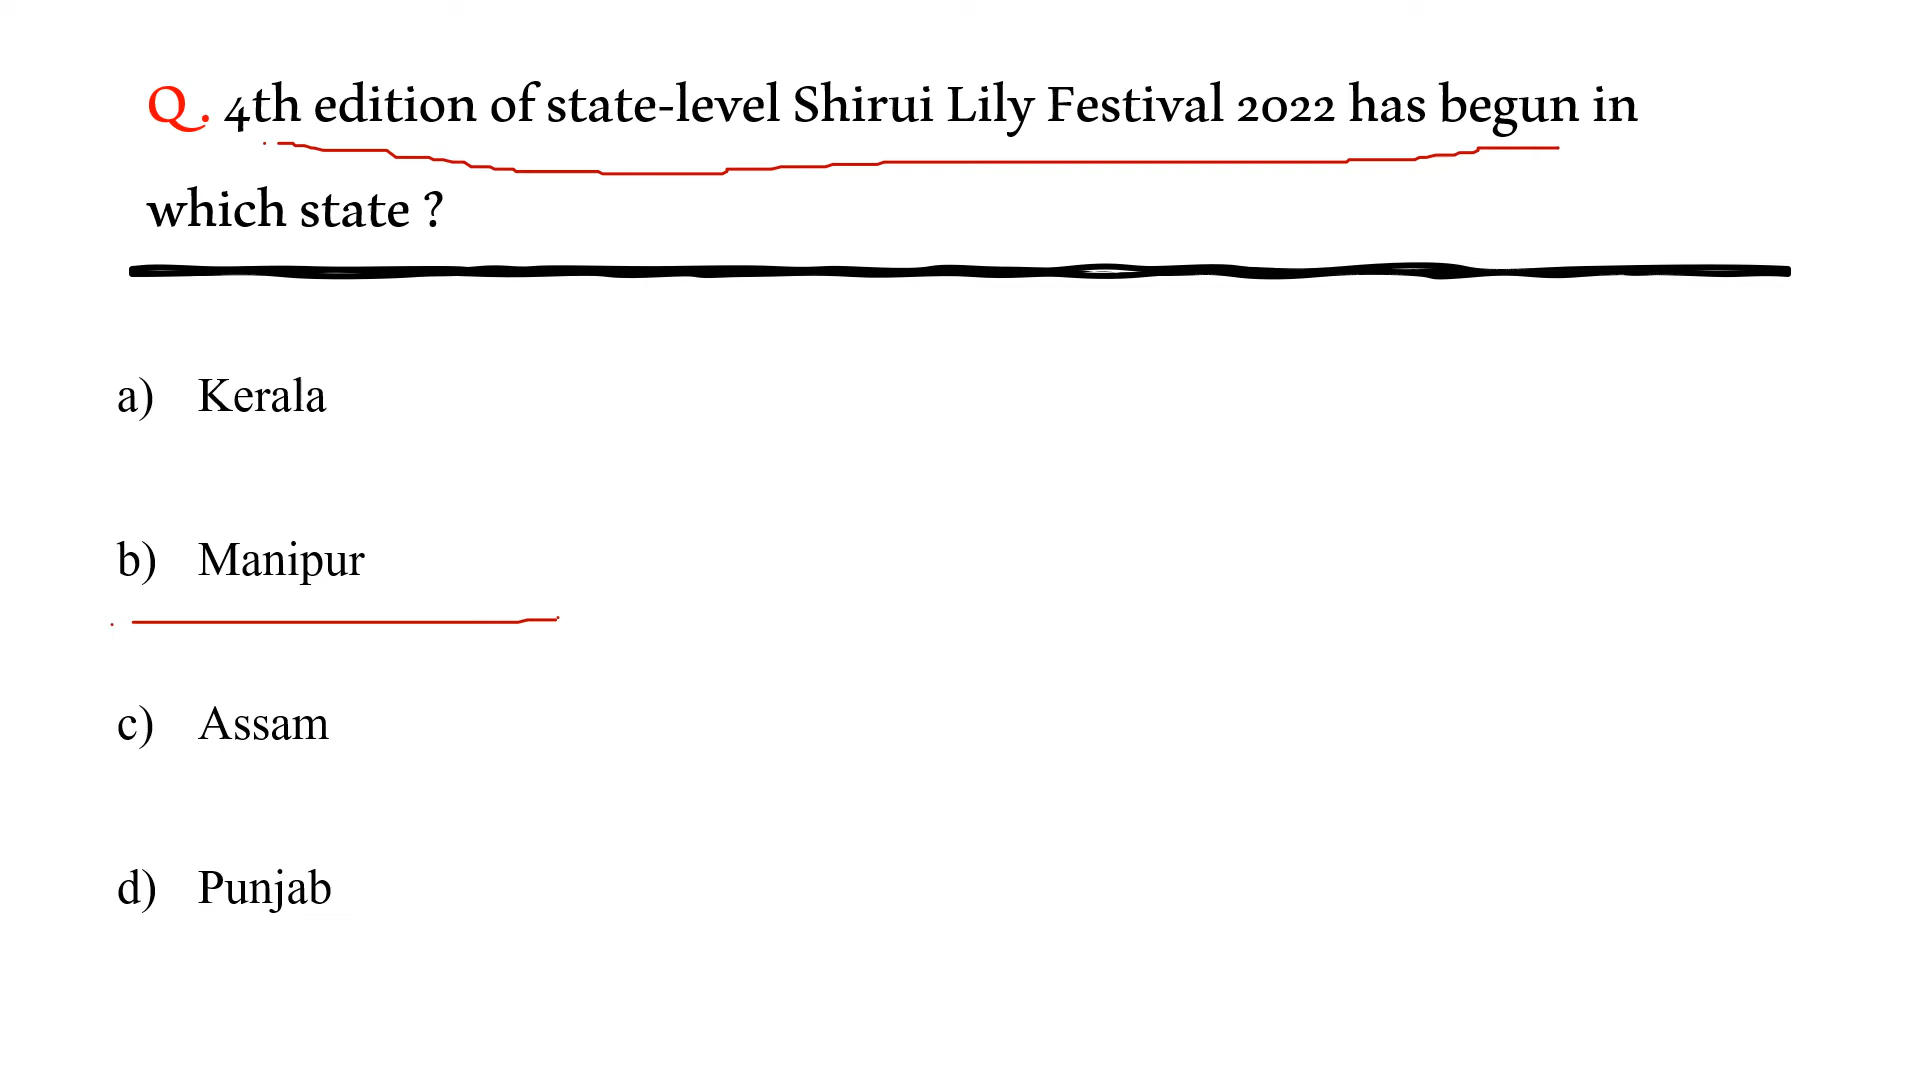 Q. 4th edition of state-level Shirui Lily Festival 2022 has begun in
which state ?
a) Kerala
b) Manipur
c) Assam
d) Punjab